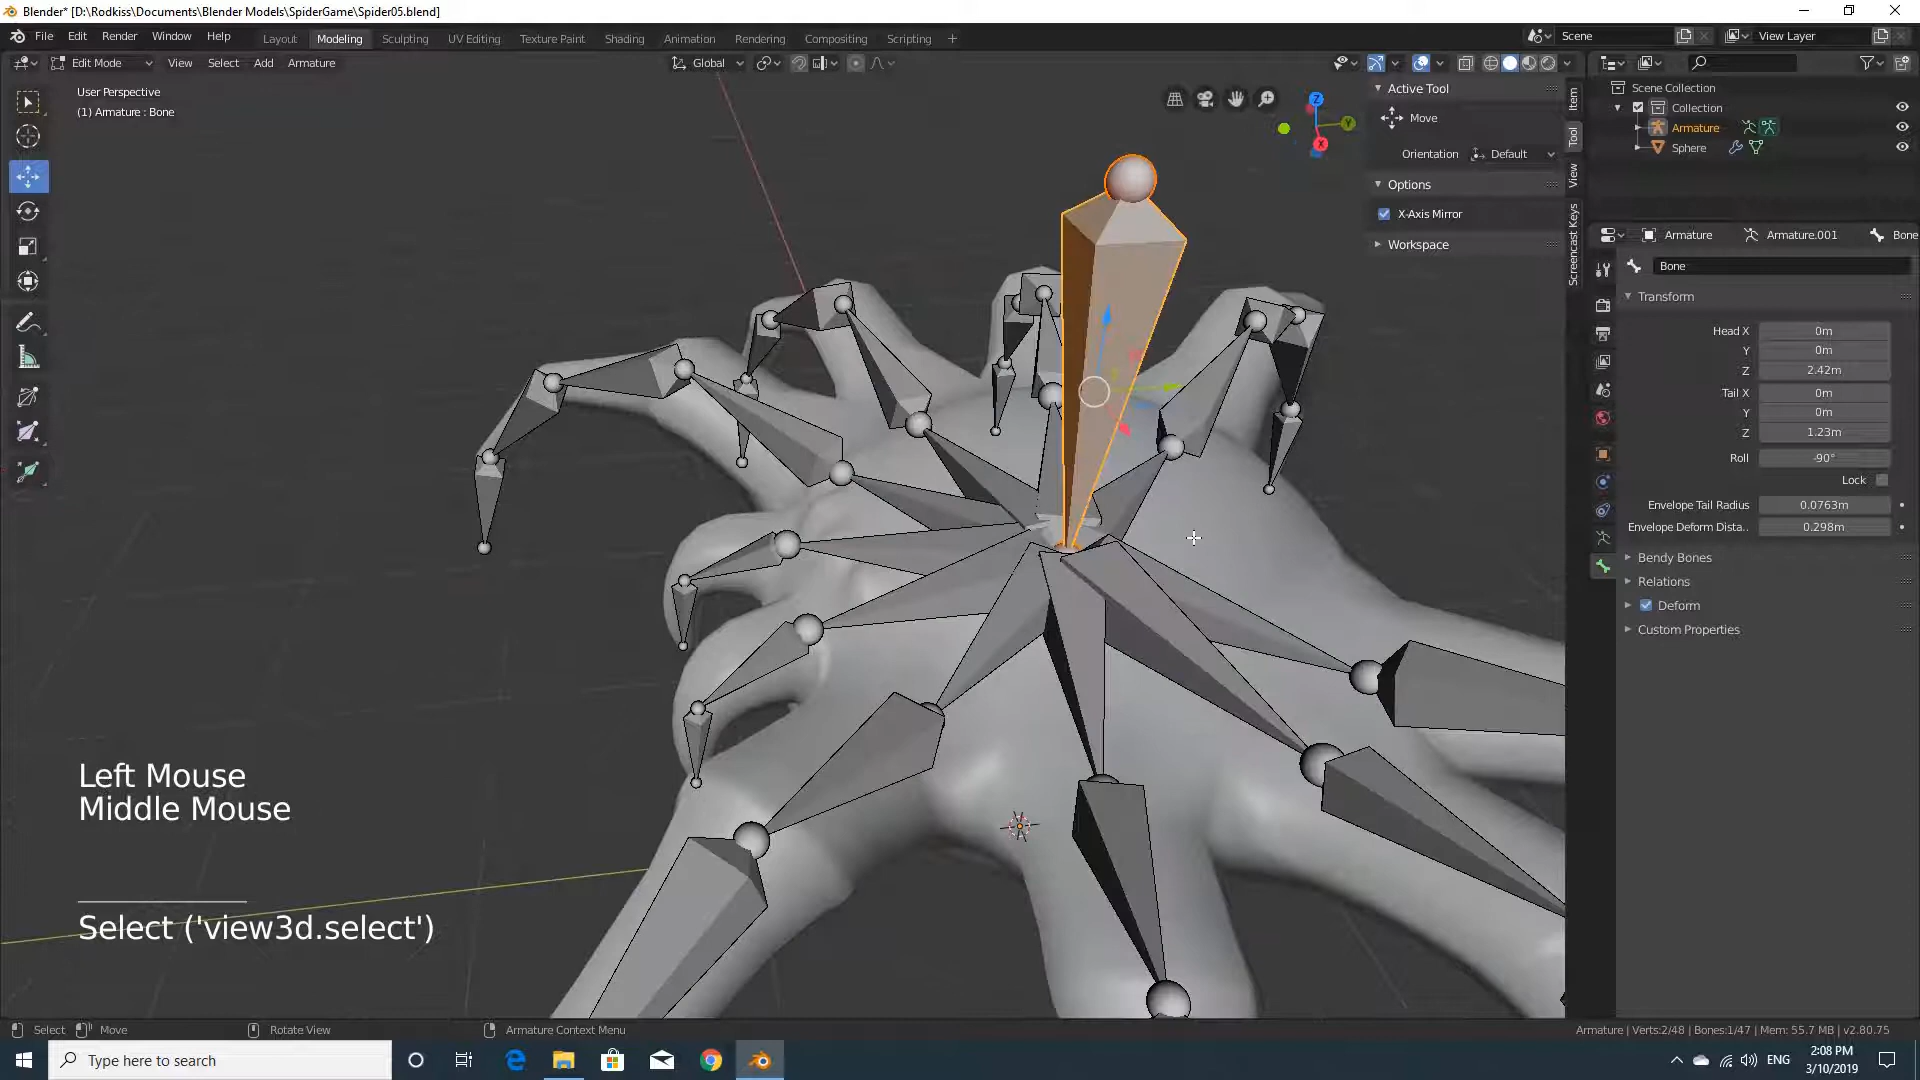 Blender* [D:\Rodkiss\Documents\Blender Models\SpiderGame\Spider05.blend]
File Edit Render Window Help
Layout Modeling Sculpting UV Editing Texture Paint Shading Animation Rendering Compositing Scripting +
Scene
View Layer
Edit Mode View Select Add Armature
Global
User Perspective
(1) Armature : Bone
Z
Y
X
Active Tool
Move
Orientation Default
Options
X-Axis Mirror
Workspace
Item
Tool
View
Screencast Keys
Scene Collection
Collection
Armature
Sphere
Armature Armature.001 Bone
Bone
Transform
Head X 0m
Y 0m
Z 2.42m
Tail X 0m
Y 0m
Z 1.23m
Roll -90°
Lock
Envelope Tail Radius 0.0763m
Envelope Deform Dista.. 0.298m
Bendy Bones
Relations
Deform
Custom Properties
Left Mouse
Middle Mouse
Select ('view3d.select')
Select Move Rotate View Armature Context Menu
Armature | Verts:2/48 | Bones:1/47 | Mem: 55.7 MB | v2.80.75
Type here to search
ENG
2:08 PM
3/10/2019